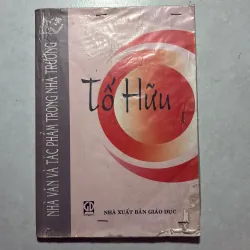 NHÀ VĂN VÀ TÁC PHẨM TRONG NHÀ TRƯỜNG
Tố Hữu
NHÀ XUẤT BẢN GIÁO DỤC